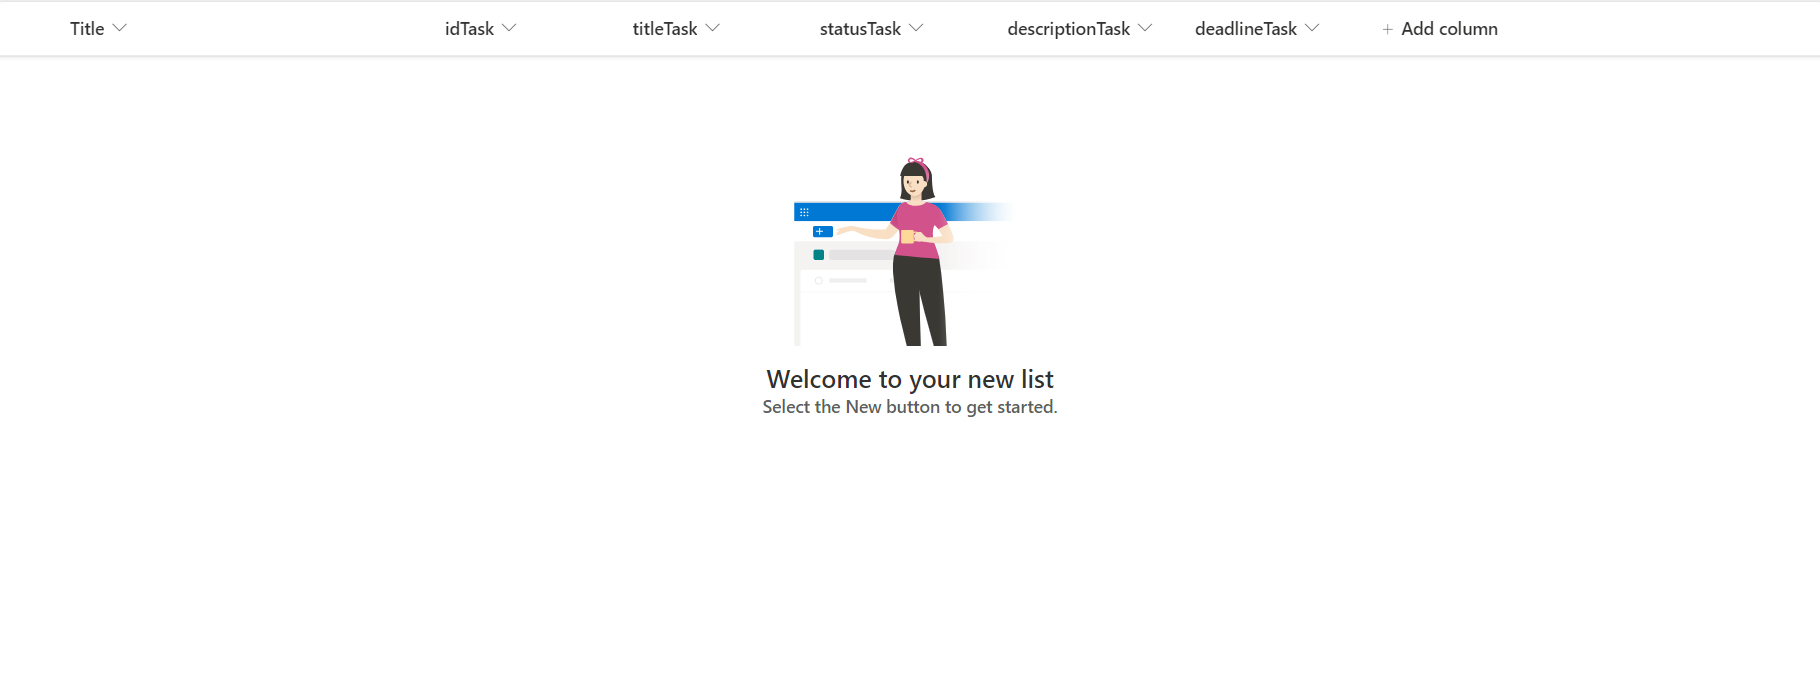 Title idTask titleTask statusTask descriptionTask deadlineTask + Add column
Welcome to your new list
Select the New button to get started.